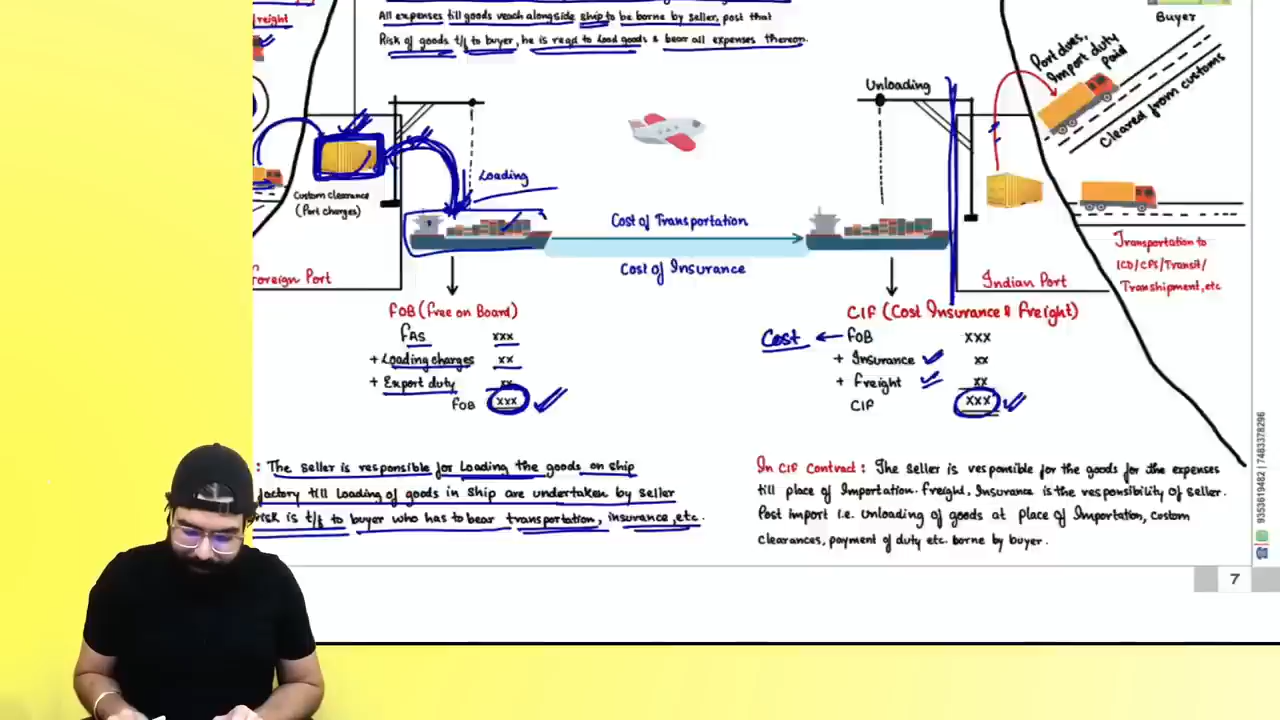 freight
All expenses till goods reach alongside ship to be borne by seller, post that
Risk of goods t/f to buyer, he is reqd to load goods & bear all expenses thereon.
Buyer
Port dues,
Import duty
Paid
Cleared from customs
Unloading
Loading
Custom clearance
(Port charges)
Cost of Transportation
Cost of Insurance
Foreign Port
Indian Port
Transportation to
ICD/CFS/Transit/
Transhipment, etc
FOB (Free on Board)
FAS xxx
+ Loading charges xx
+ Export duty xx
FOB xxx
CIF (Cost Insurance & Freight)
Cost ← FOB xxx
+ Insurance xx
+ Freight xx
CIF xxx
: The seller is responsible for Loading the goods on ship
factory till Loading of goods in ship are undertaken by seller
risk is t/f to buyer who has to bear transportation, insurance, etc.
In CIF Contract : The seller is responsible for the goods for the expenses
till place of Importation. Freight, Insurance is the responsibility of seller.
Post import i.e. Unloading of goods at place of Importation, custom
clearances, payment of duty etc. borne by buyer.
9353619482 | 7483378296
7